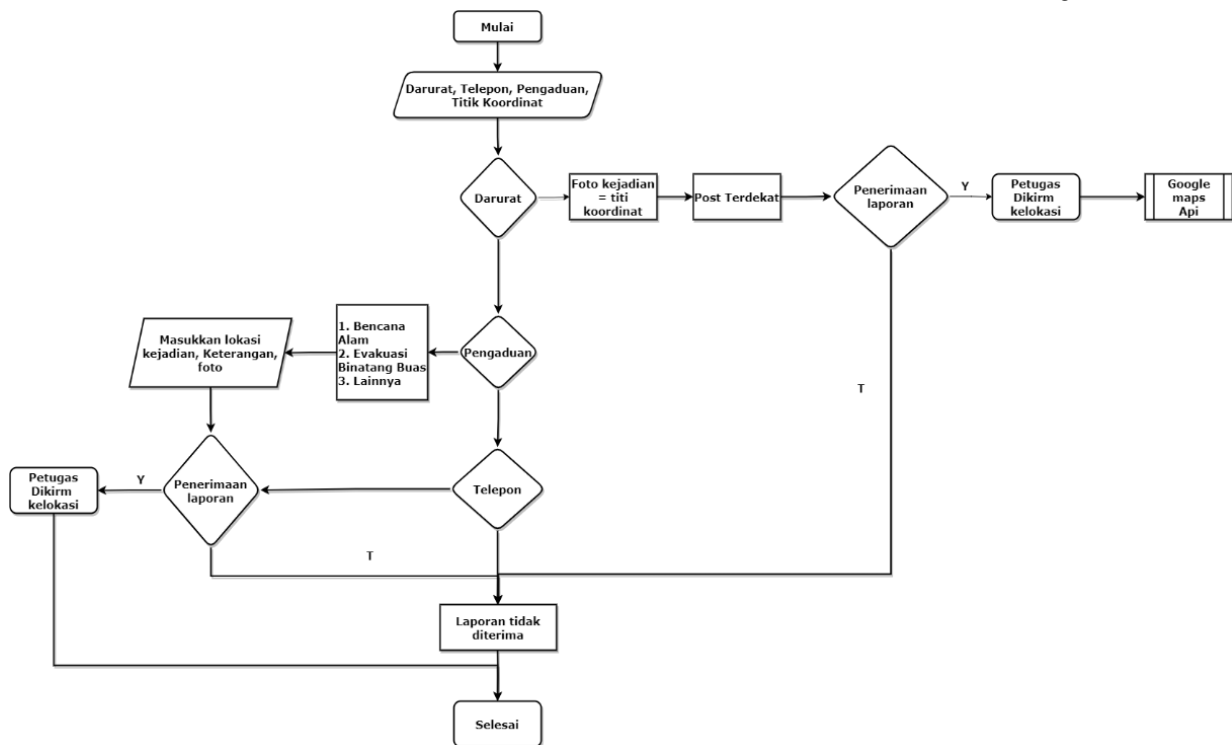 Mulai
Darurat, Telepon, Pengaduan,
Titik Koordinat
Darurat
Foto kejadian
= titi
koordinat
Post Terdekat
Penerimaan
laporan
Y
Petugas
Dikirm
kelokasi
Google
maps
Api
T
Pengaduan
1. Bencana
Alam
2. Evakuasi
Binatang Buas
3. Lainnya
Masukkan lokasi
kejadian, Keterangan,
foto
Telepon
Penerimaan
laporan
Y
Petugas
Dikirm
kelokasi
T
Laporan tidak
diterima
Selesai